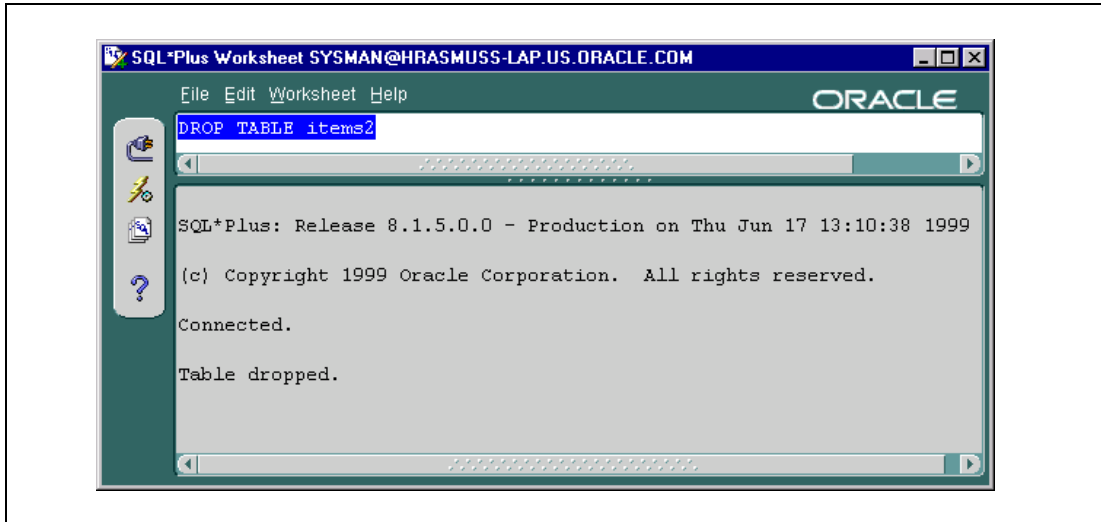 SQL*Plus Worksheet SYSMAN@HRASMUSS-LAP.US.ORACLE.COM
File Edit Worksheet Help
ORACLE
DROP TABLE items2
SQL*Plus: Release 8.1.5.0.0 - Production on Thu Jun 17 13:10:38 1999
(c) Copyright 1999 Oracle Corporation. All rights reserved.
Connected.
Table dropped.